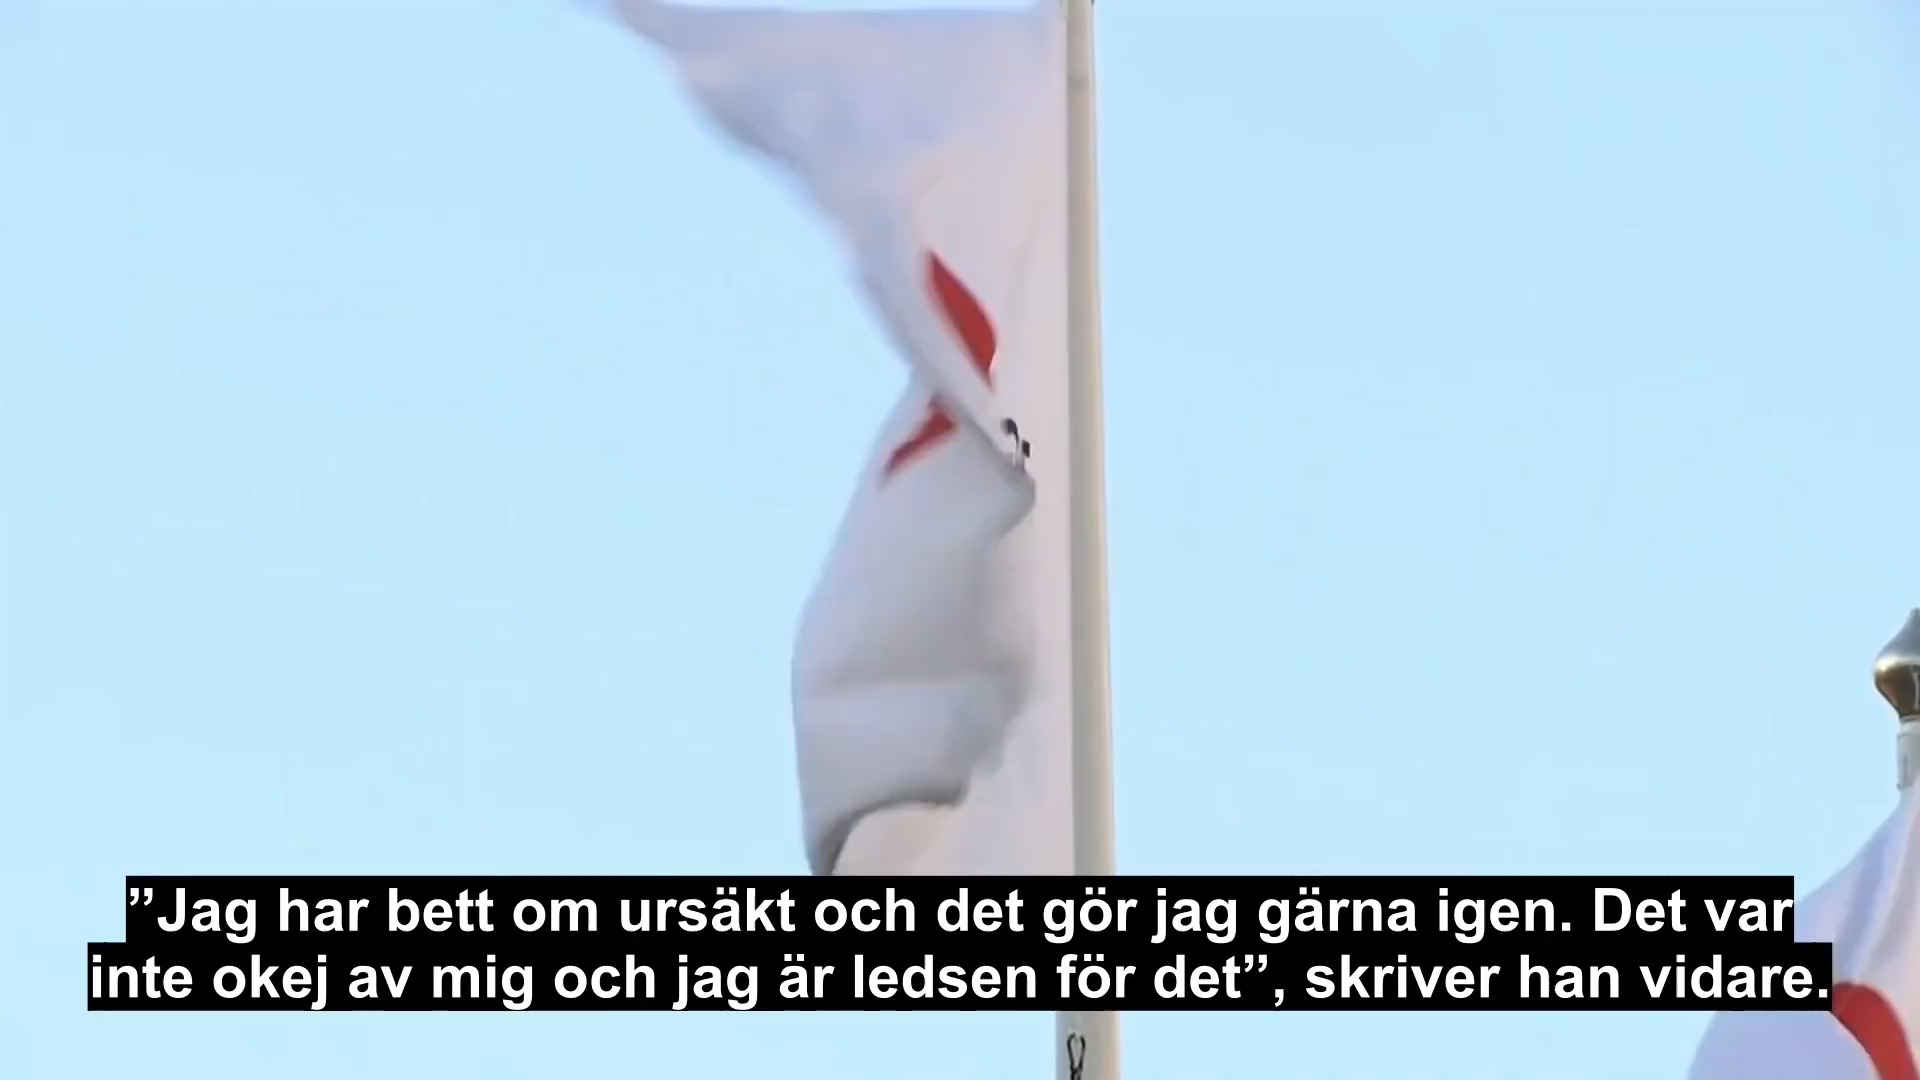 ”Jag har bett om ursäkt och det gör jag gärna igen. Det var
inte okej av mig och jag är ledsen för det”, skriver han vidare.